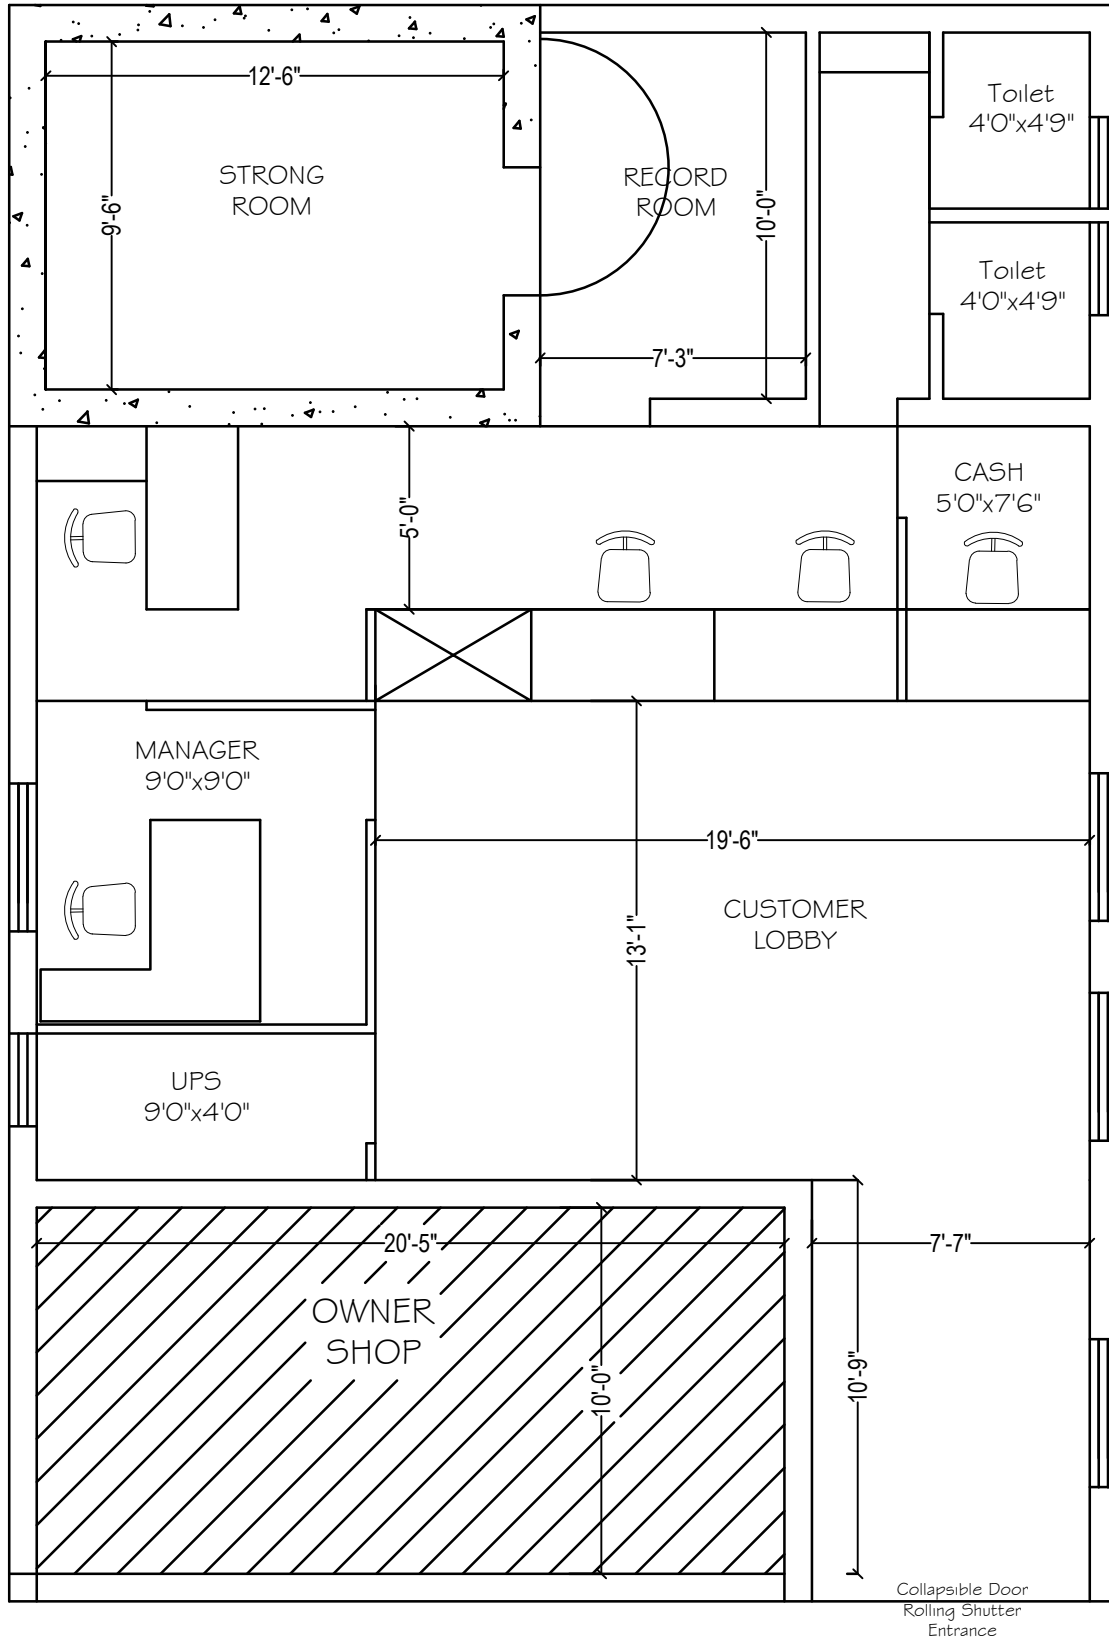 12'-6"
Toilet
4'0"x4'9"
STRONG
ROOM
9'-6"
RECORD
ROOM
10'-0"
Toilet
4'0"x4'9"
7'-3"
CASH
5'0"x7'6"
5'-0"
MANAGER
9'0"x9'0"
19'-6"
CUSTOMER
LOBBY
13'-1"
UPS
9'0"x4'0"
20'-5"
7'-7"
OWNER
SHOP
10'-0"
10'-9"
Collapsible Door
Rolling Shutter
Entrance